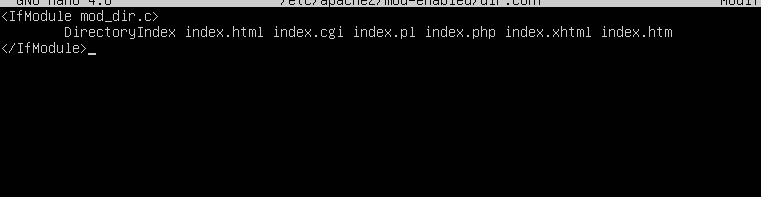 GNU nano 4.8 /etc/apache2/mod-enabled/dir.conf Modif
<IfModule mod_dir.c>
DirectoryIndex index.html index.cgi index.pl index.php index.xhtml index.htm
</IfModule>_